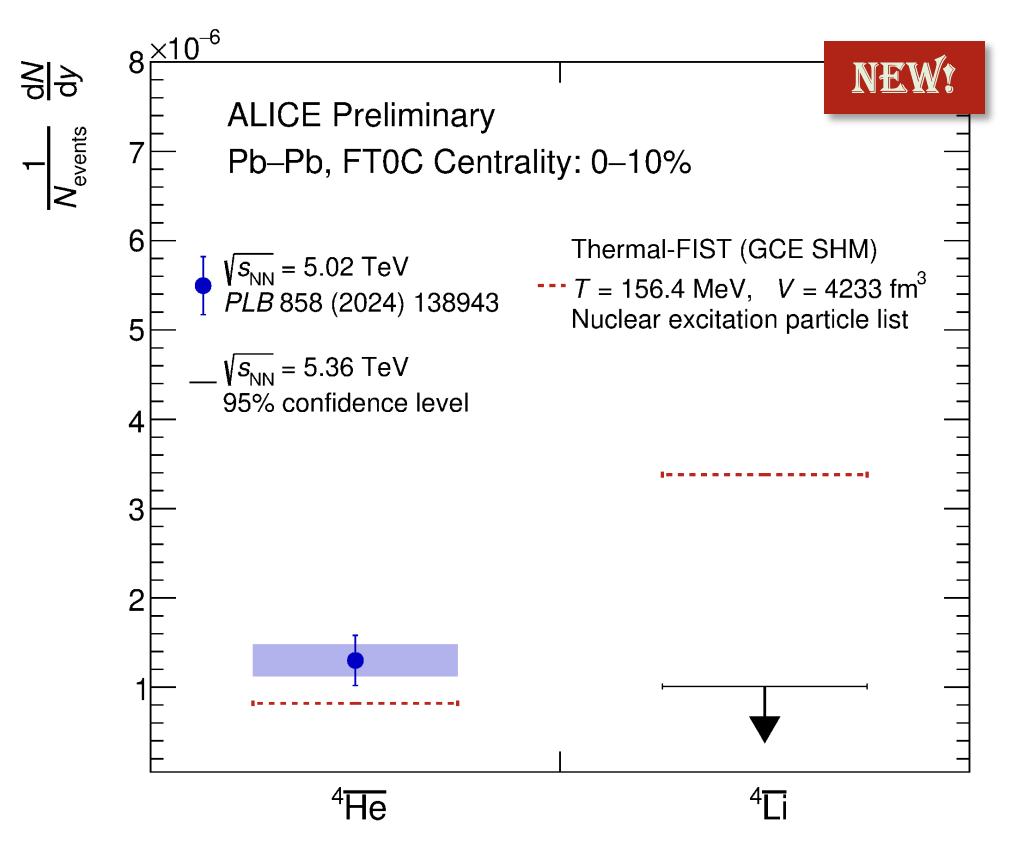 8×10⁻⁶
NEW!
1/N_events dN/dy
ALICE Preliminary
Pb–Pb, FT0C Centrality: 0–10%
7
6
√s_NN = 5.02 TeV
PLB 858 (2024) 138943
Thermal-FIST (GCE SHM)
T = 156.4 MeV, V = 4233 fm³
Nuclear excitation particle list
5
√s_NN = 5.36 TeV
95% confidence level
4
3
2
1
⁴H̅e̅
⁴L̅i̅